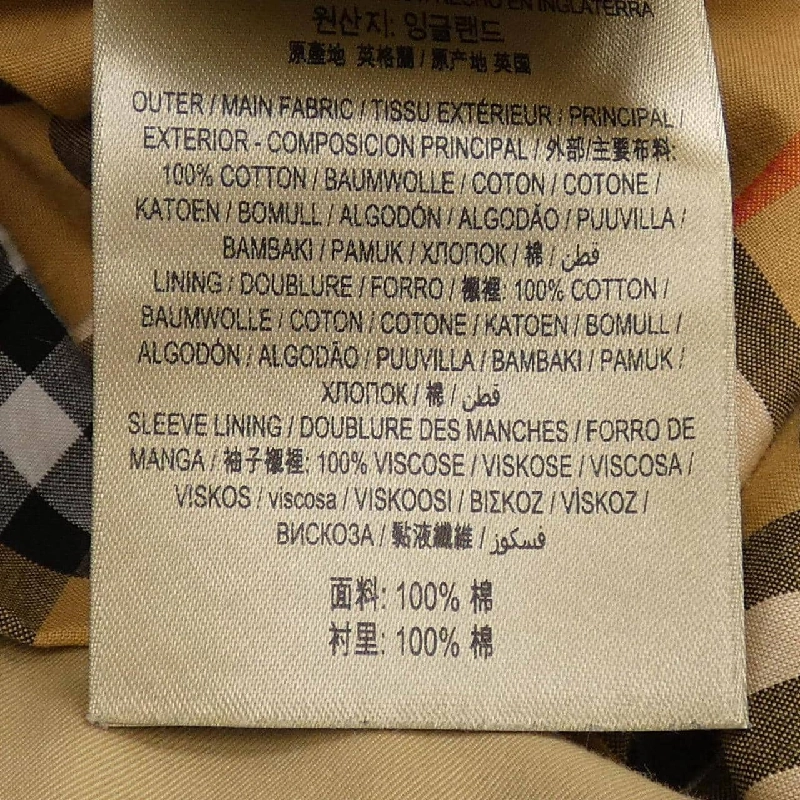 HECHO EN INGLATERRA
원산지: 잉글랜드
原產地 英格蘭 / 原产地 英国
OUTER / MAIN FABRIC / TISSU EXTÉRIEUR / PRINCIPAL /
EXTERIOR - COMPOSICION PRINCIPAL / 外部/主要布料:
100% COTTON / BAUMWOLLE / COTON / COTONE /
KATOEN / BOMULL / ALGODÓN / ALGODÃO / PUUVILLA /
BAMBAKI / PAMUK / ХЛОПОК / 棉 / قطن
LINING / DOUBLURE / FORRO / 襯裡: 100% COTTON /
BAUMWOLLE / COTON / COTONE / KATOEN / BOMULL /
ALGODÓN / ALGODÃO / PUUVILLA / BAMBAKI / PAMUK /
ХЛОПОК / 棉 / قطن
SLEEVE LINING / DOUBLURE DES MANCHES / FORRO DE
MANGA / 袖子襯裡: 100% VISCOSE / VISKOSE / VISCOSA /
VISKOS / viscosa / VISKOOSI / ΒΙΣΚΟΖ / VİSKOZ /
ВИСКОЗА / 黏液纖維 / فسكوز
面料: 100% 棉
衬里: 100% 棉